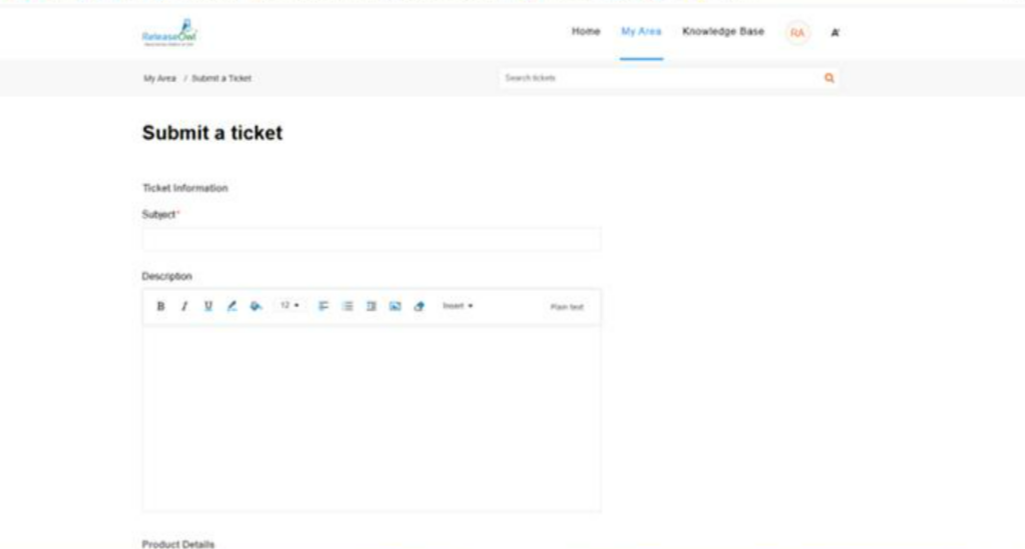 ReleaseOwl
Home My Area Knowledge Base RA A
My Area / Submit a Ticket
Search tickets
Submit a ticket
Ticket Information
Subject*
Description
B I U 12 Insert Plain text
Product Details